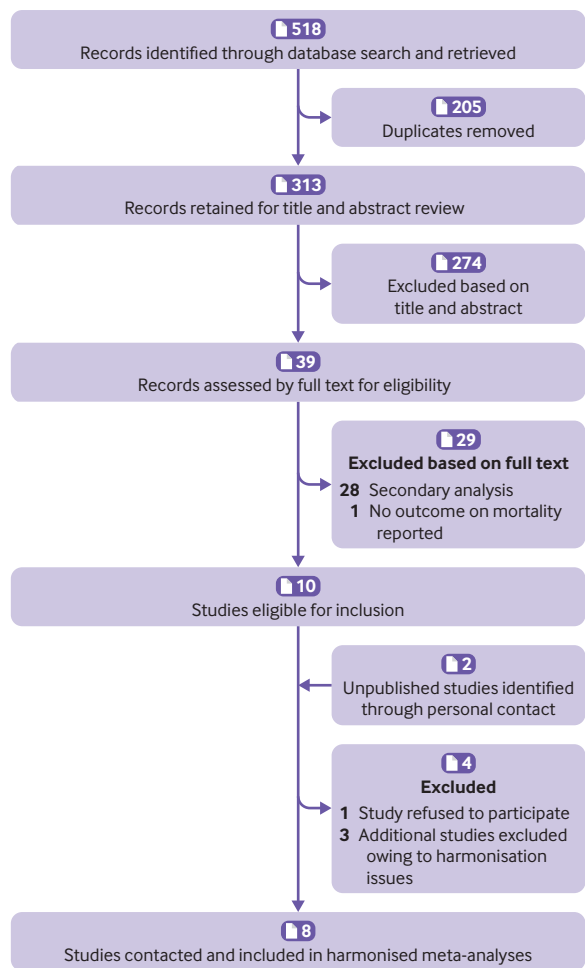 518
Records identified through database search and retrieved
205
Duplicates removed
313
Records retained for title and abstract review
274
Excluded based on
title and abstract
39
Records assessed by full text for eligibility
29
Excluded based on full text
28 Secondary analysis
1 No outcome on mortality
reported
10
Studies eligible for inclusion
2
Unpublished studies identified
through personal contact
4
Excluded
1 Study refused to participate
3 Additional studies excluded
owing to harmonisation
issues
8
Studies contacted and included in harmonised meta-analyses